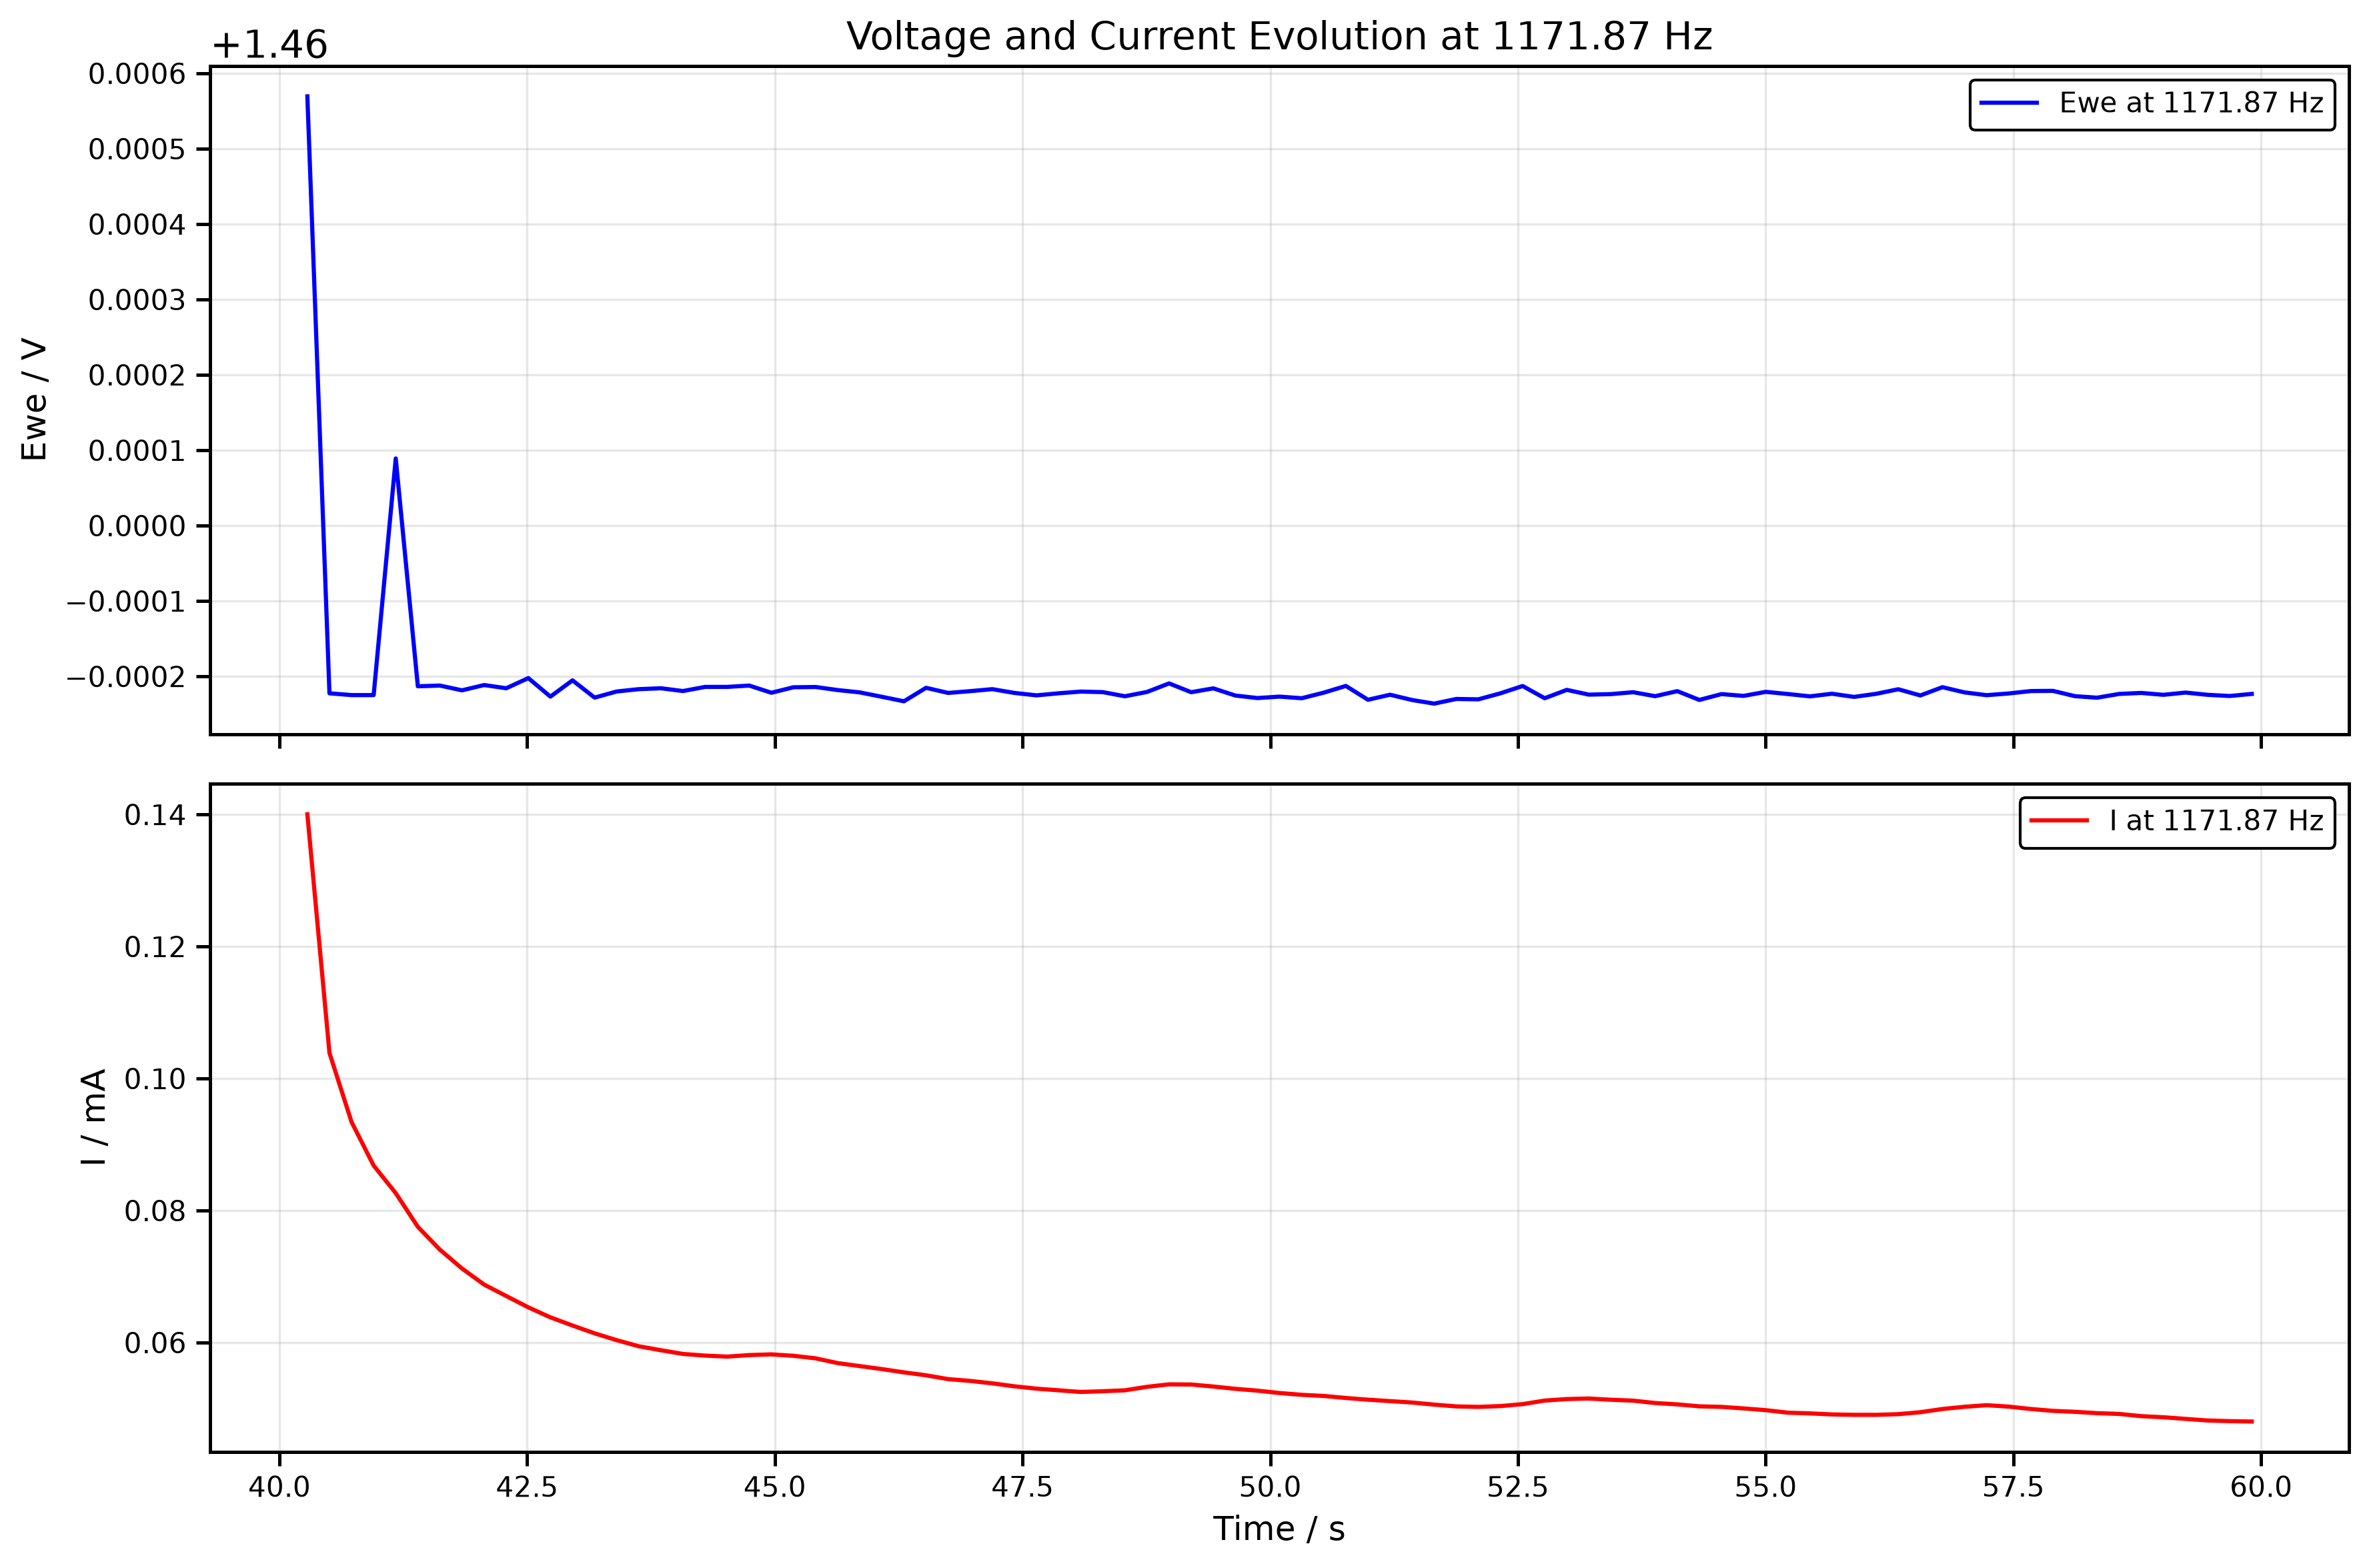 Voltage and Current Evolution at 1171.87 Hz
+1.46
0.0006
0.0005
0.0004
0.0003
0.0002
0.0001
0.0000
−0.0001
−0.0002
Ewe / V
Ewe at 1171.87 Hz
0.14
0.12
0.10
0.08
0.06
I / mA
I at 1171.87 Hz
40.0 42.5 45.0 47.5 50.0 52.5 55.0 57.5 60.0
Time / s